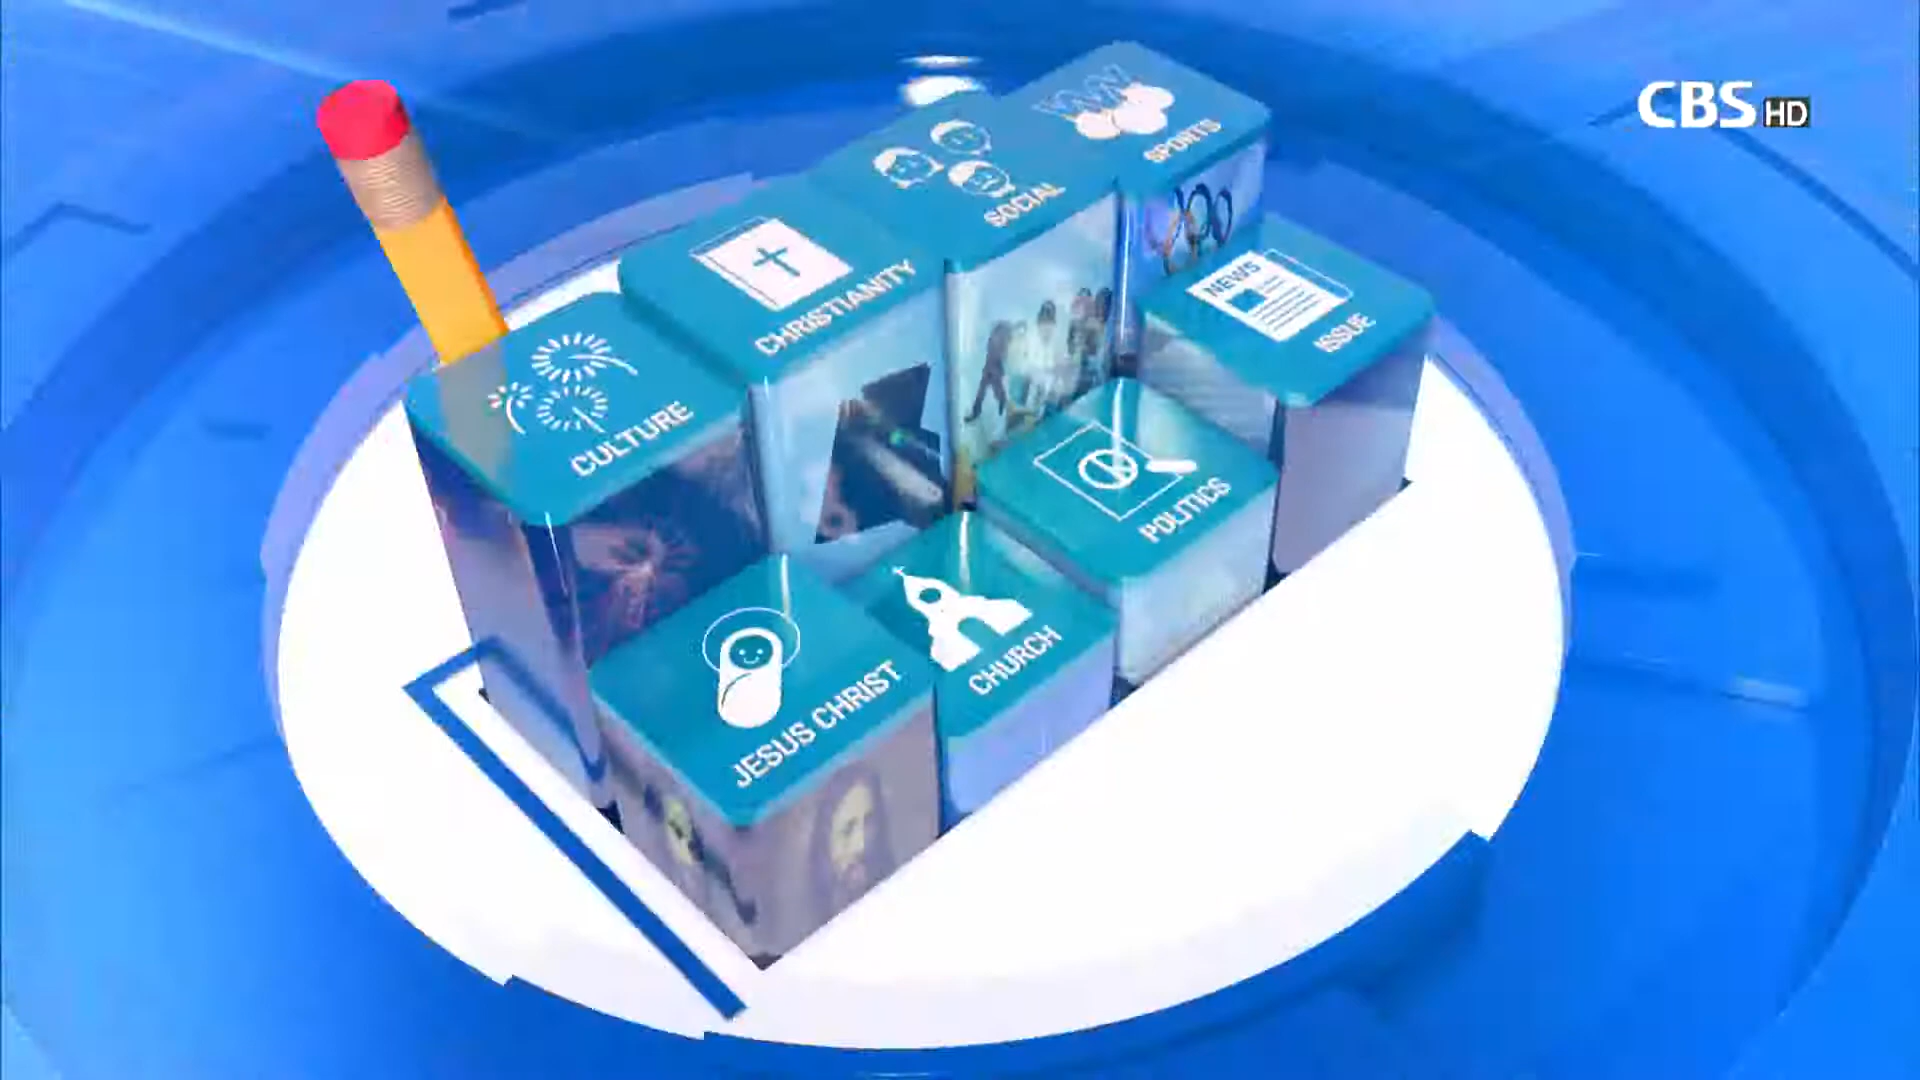 CBS HD
SPORTS
SOCIAL
CHRISTIANITY
NEWS
ISSUE
CULTURE
POLITICS
CHURCH
JESUS CHRIST